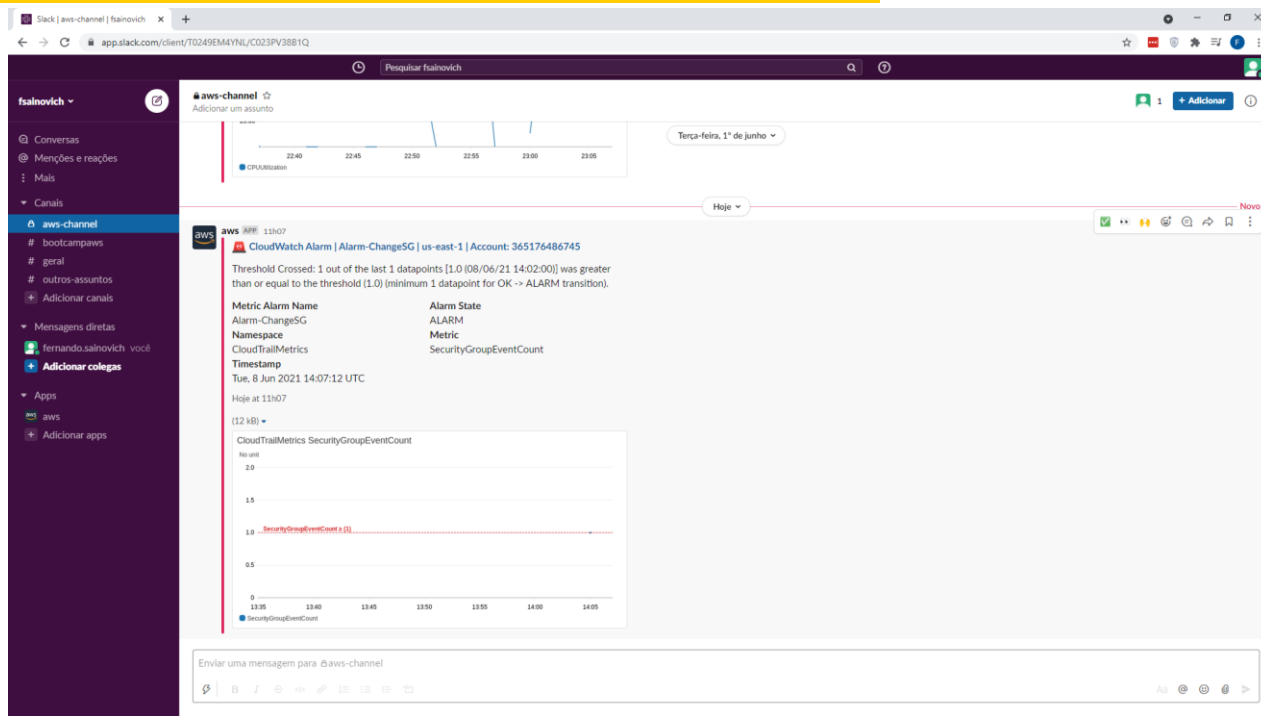 Slack | aws-channel | fsainovich
app.slack.com/client/T0249EM4YNL/C023PV38B1Q
Pesquisar fsainovich
fsainovich
aws-channel
Adicionar um assunto
1
+ Adicionar
Conversas
Menções e reações
Mais
Canais
aws-channel
# bootcampaws
# geral
# outros-assuntos
+ Adicionar canais
Mensagens diretas
fernando.sainovich você
+ Adicionar colegas
Apps
aws
+ Adicionar apps
22:40 22:45 22:50 22:55 23:00 23:05
CPUUtilization
Terça-feira, 1º de junho
Hoje
Novo
aws APP 11h07
CloudWatch Alarm | Alarm-ChangeSG | us-east-1 | Account: 365176486745
Threshold Crossed: 1 out of the last 1 datapoints [1.0 (08/06/21 14:02:00)] was greater
than or equal to the threshold (1.0) (minimum 1 datapoint for OK -> ALARM transition).
Metric Alarm Name Alarm State
Alarm-ChangeSG ALARM
Namespace Metric
CloudTrailMetrics SecurityGroupEventCount
Timestamp
Tue, 8 Jun 2021 14:07:12 UTC
Hoje at 11h07
(12 kB)
CloudTrailMetrics SecurityGroupEventCount
No unit
2.0
1.5
1.0 SecurityGroupEventCount ≥ (1)
0.5
0
13:35 13:40 13:45 13:50 13:55 14:00 14:05
SecurityGroupEventCount
Enviar uma mensagem para aws-channel
B I S Aa @